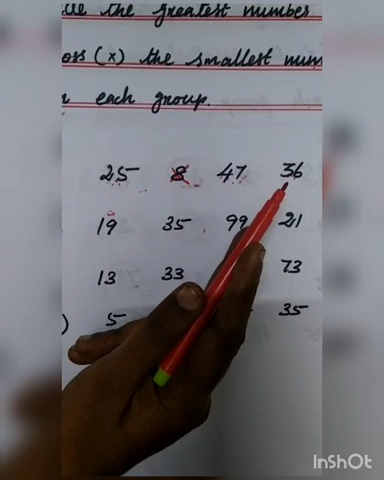 the greatest number
(x) the smallest
each group.
25 8 47 36
19 35 99 21
13 33 73
) 5 35
InShOt